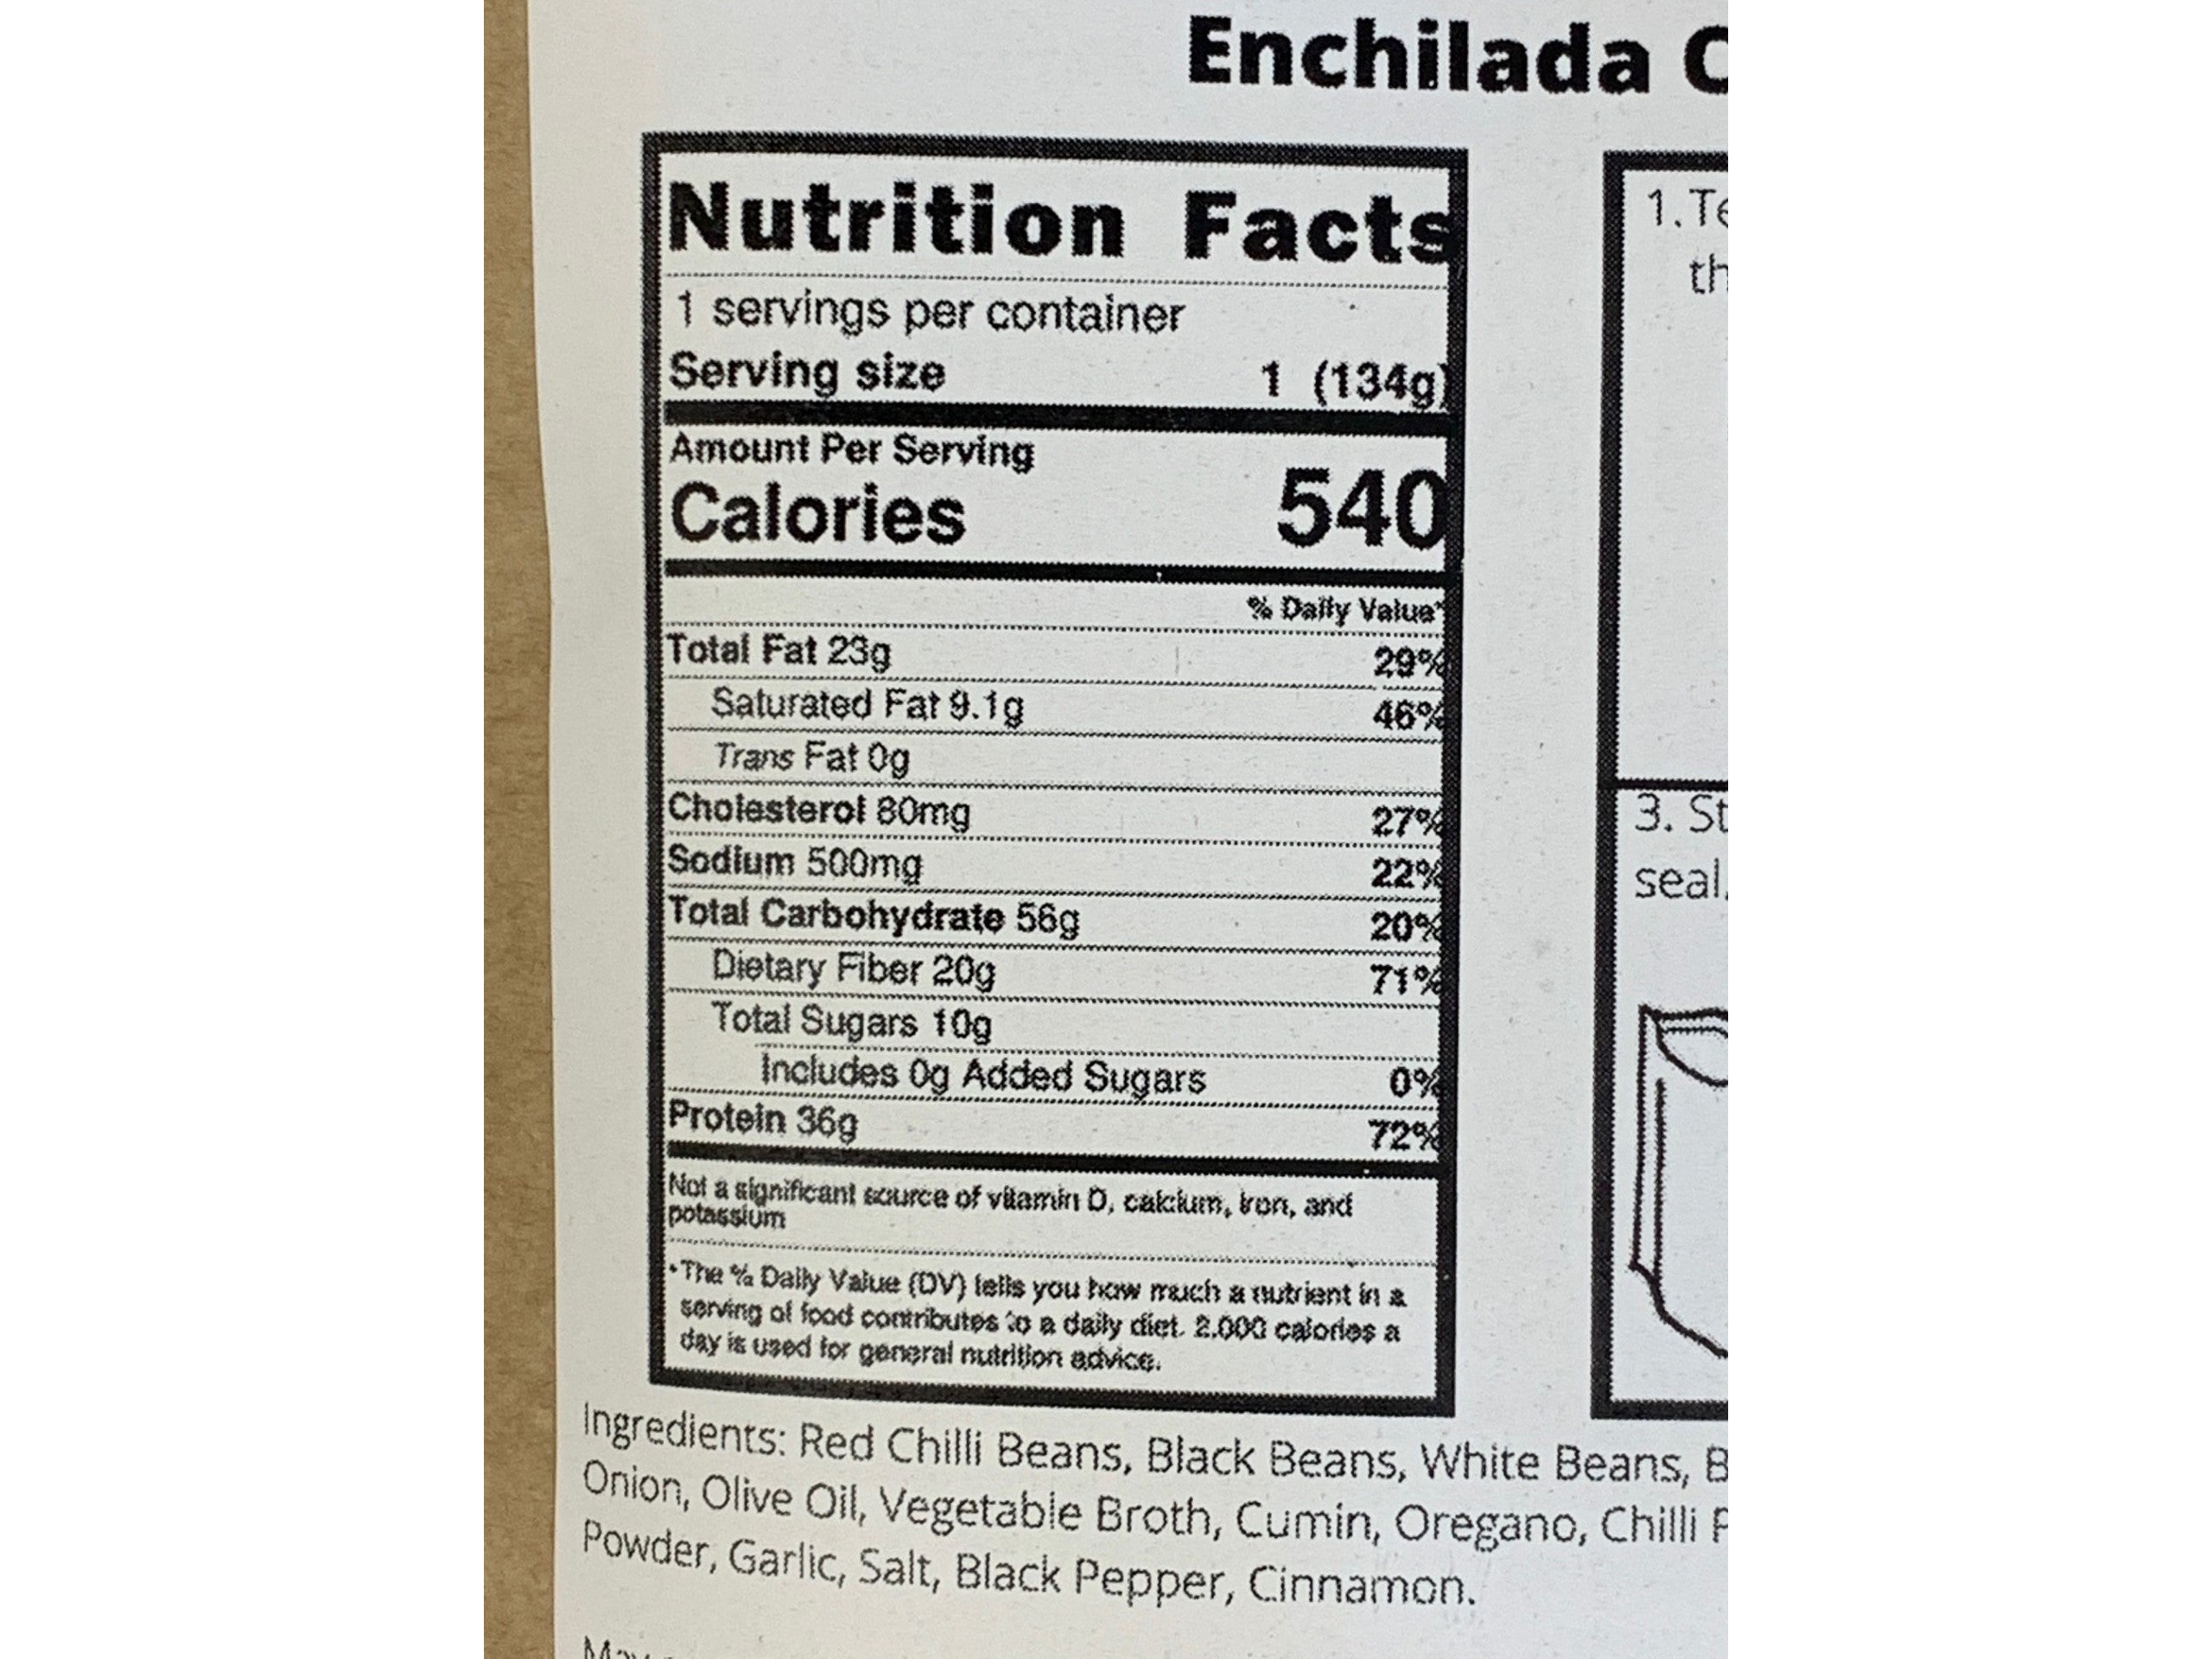 Enchilada C
Nutrition Facts
1 servings per container
Serving size 1 (134g)
Amount Per Serving
Calories 540
% Daily Value*
Total Fat 23g 29%
Saturated Fat 9.1g 46%
Trans Fat 0g
Cholesterol 80mg 27%
Sodium 500mg 22%
Total Carbohydrate 56g 20%
Dietary Fiber 20g 71%
Total Sugars 10g
Includes 0g Added Sugars 0%
Protein 36g 72%
Not a significant source of vitamin D, calcium, iron, and
potassium
*The % Daily Value (DV) tells you how much a nutrient in a
serving of food contributes to a daily diet. 2,000 calories a
day is used for general nutrition advice.
1. Te
th
3. St
seal.
Ingredients: Red Chilli Beans, Black Beans, White Beans, B
Onion, Olive Oil, Vegetable Broth, Cumin, Oregano, Chilli P
Powder, Garlic, Salt, Black Pepper, Cinnamon.
May